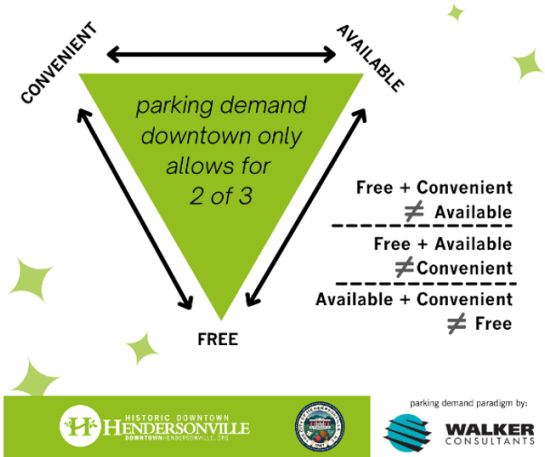 CONVENIENT
AVAILABLE
parking demand
downtown only
allows for
2 of 3
FREE
Free + Convenient
≠ Available
Free + Available
≠Convenient
Available + Convenient
≠ Free
HISTORIC DOWNTOWN
HENDERSONVILLE
DOWNTOWNHENDERSONVILLE.ORG
parking demand paradigm by:
WALKER
CONSULTANTS